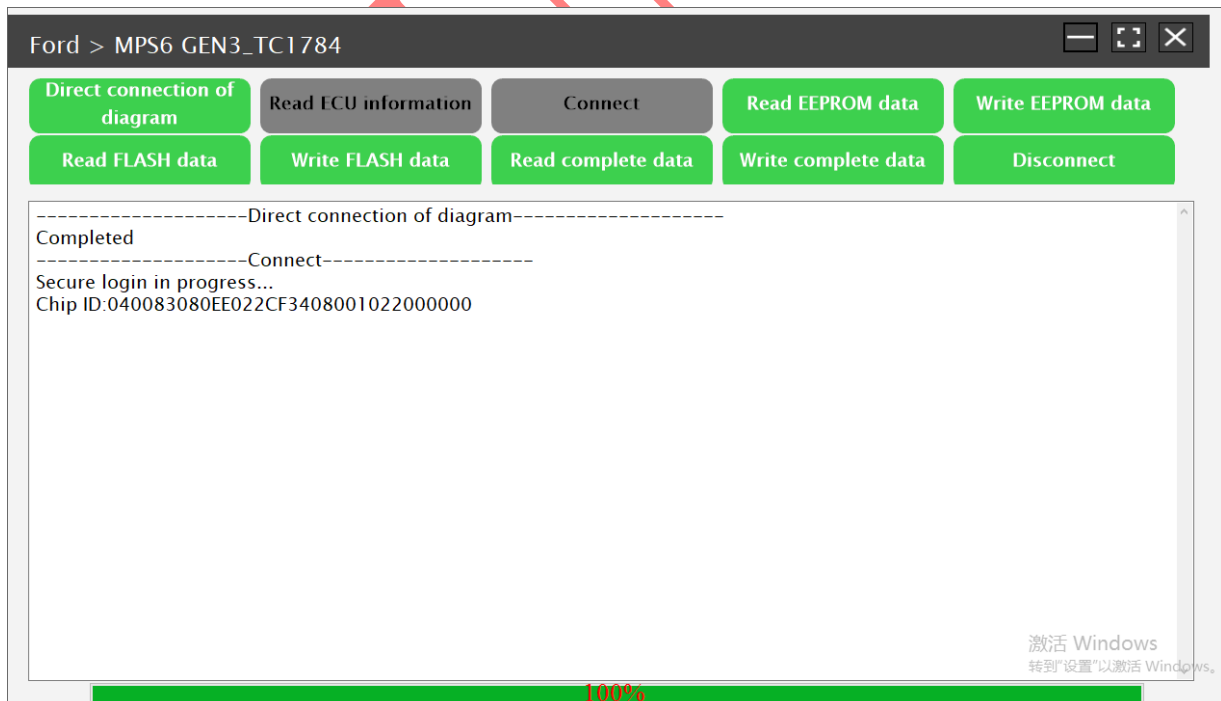 Ford > MPS6 GEN3_TC1784
Direct connection of
diagram
Read ECU information
Connect
Read EEPROM data
Write EEPROM data
Read FLASH data
Write FLASH data
Read complete data
Write complete data
Disconnect
--------------------Direct connection of diagram--------------------
Completed
--------------------Connect--------------------
Secure login in progress...
Chip ID:040083080EE022CF3408001022000000
激活 Windows
转到"设置"以激活 Windows。
100%